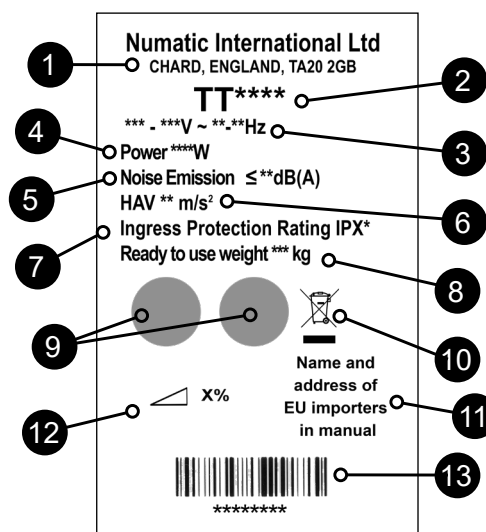 Numatic International Ltd
1 CHARD, ENGLAND, TA20 2GB
TT**** 2
*** - ***V ~ **-**Hz 3
4 Power ****W
5 Noise Emission ≤ **dB(A)
HAV ** m/s² 6
7 Ingress Protection Rating IPX*
Ready to use weight *** kg 8
9 10
Name and
address of
EU importers 11
in manual
12 X%
13
********